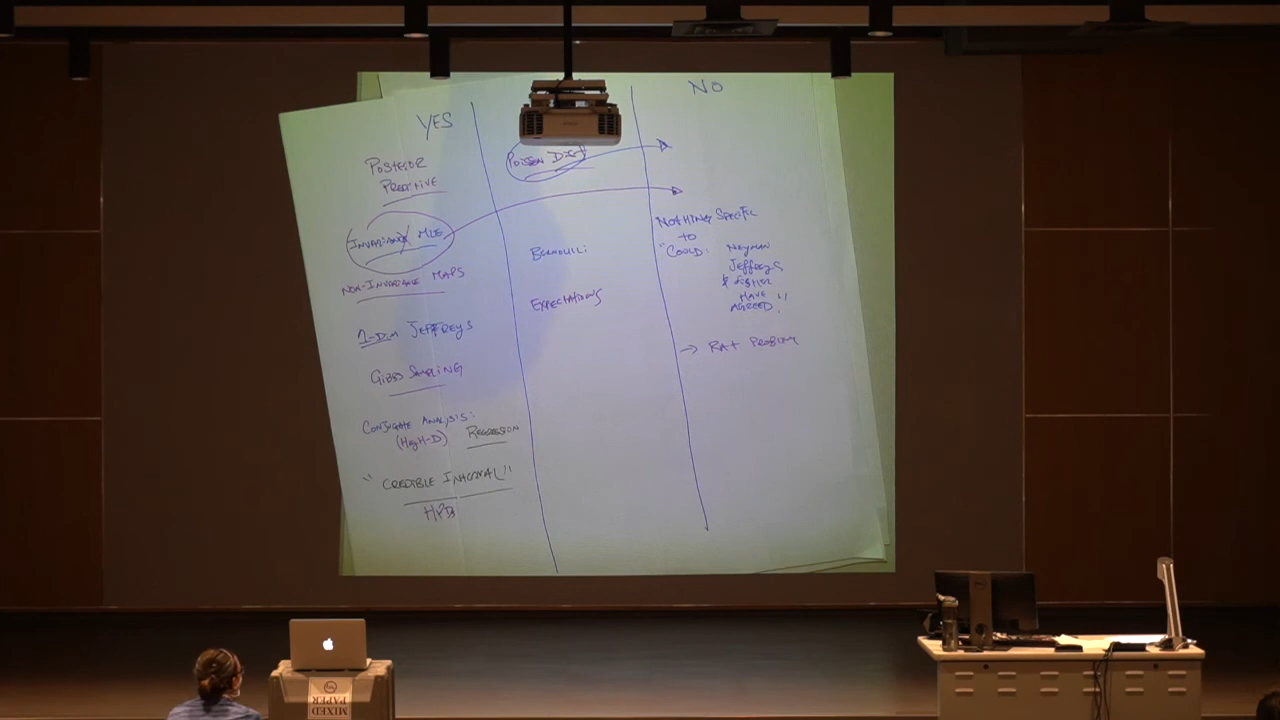 YES
POSTERIOR
PREDICTIVE
INVARIANCE MLE
NON-INVARIANCE MAPS
1-Dim JEFFREYS
GIBBS SAMPLING
CONJUGATE ANALYSIS:
(HIGH-D) REGRESSION
"CREDIBLE INTERVAL"
HPDs
POISSON DIST
BERNOULLI
EXPECTATIONS
NO
NOTHING SPECIFIC
TO
"COULD: NEYMAN
JEFFREYS
& FISHER
HAVE
AGREED"
→ RAT PROBLEM
MIXED
PAPER